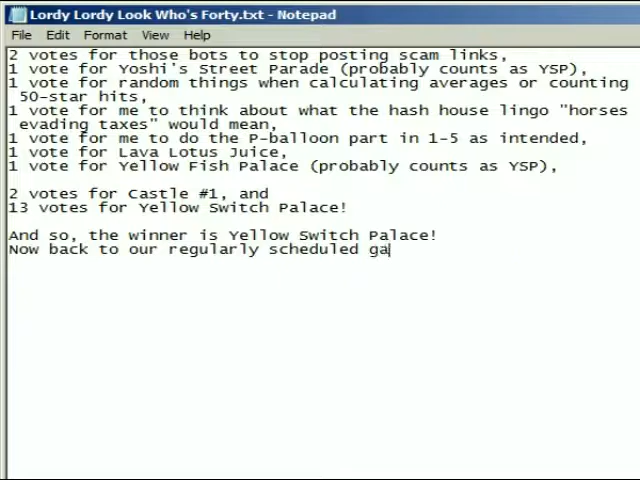 Lordy Lordy Look Who's Forty.txt - Notepad
File Edit Format View Help
2 votes for those bots to stop posting scam links,
1 vote for Yoshi's Street Parade (probably counts as YSP),
1 vote for random things when calculating averages or counting
50-star hits,
1 vote for me to think about what the hash house lingo "horses
evading taxes" would mean,
1 vote for me to do the P-balloon part in 1-5 as intended,
1 vote for Lava Lotus Juice,
1 vote for Yellow Fish Palace (probably counts as YSP),
2 votes for Castle #1, and
13 votes for Yellow Switch Palace!
And so, the winner is Yellow Switch Palace!
Now back to our regularly scheduled ga